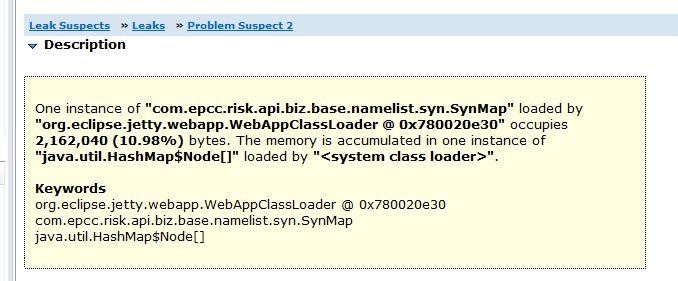 Leak Suspects » Leaks » Problem Suspect 2
Description
One instance of "com.epcc.risk.api.biz.base.namelist.syn.SynMap" loaded by
"org.eclipse.jetty.webapp.WebAppClassLoader @ 0x780020e30" occupies
2,162,040 (10.98%) bytes. The memory is accumulated in one instance of
"java.util.HashMap$Node[]" loaded by "<system class loader>".
Keywords
org.eclipse.jetty.webapp.WebAppClassLoader @ 0x780020e30
com.epcc.risk.api.biz.base.namelist.syn.SynMap
java.util.HashMap$Node[]